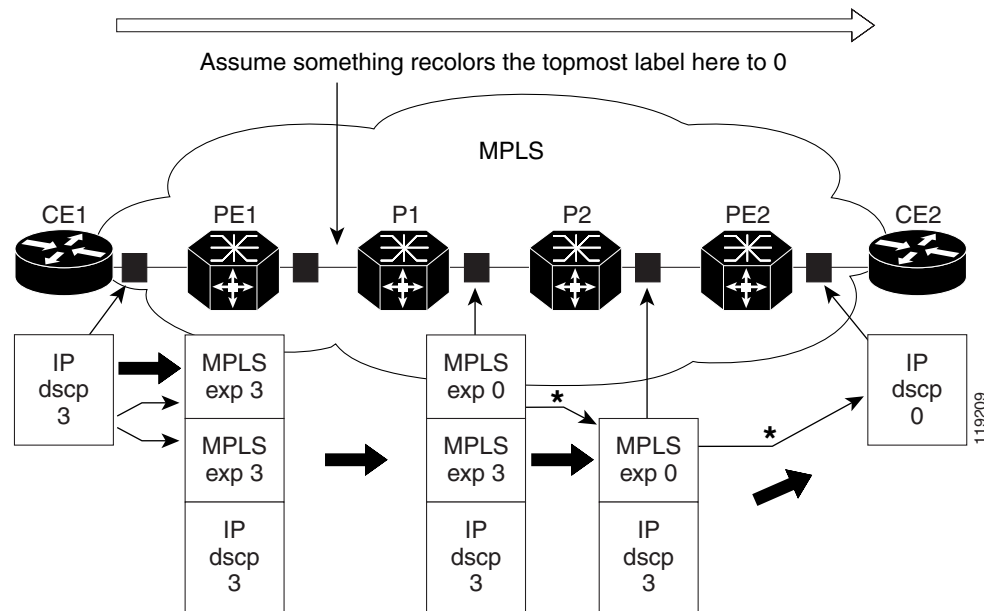 Assume something recolors the topmost label here to 0
MPLS
CE1
PE1
P1
P2
PE2
CE2
IP
dscp
3
MPLS
exp 3
MPLS
exp 3
IP
dscp
3
MPLS
exp 0
MPLS
exp 3
IP
dscp
3
*
MPLS
exp 0
IP
dscp
3
*
IP
dscp
0
119209